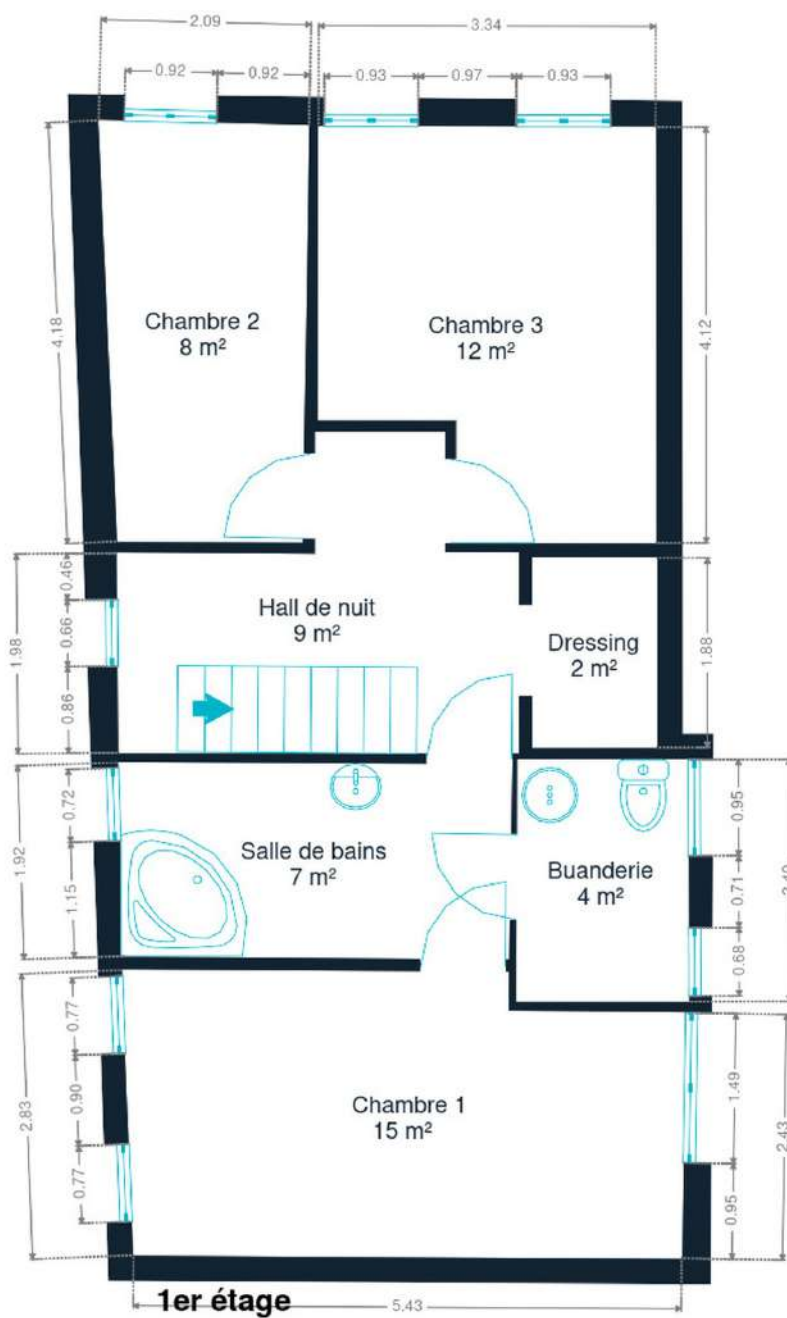 2.09
3.34
0.92
0.92
0.93
0.97
0.93
4.18
Chambre 2
8 m²
Chambre 3
12 m²
4.12
1.98
0.46
0.66
0.86
Hall de nuit
9 m²
Dressing
2 m²
1.88
1.92
0.72
1.15
Salle de bains
7 m²
Buanderie
4 m²
0.95
0.71
0.68
2.83
0.77
0.90
0.77
Chambre 1
15 m²
1.49
0.95
2.43
1er étage
5.43